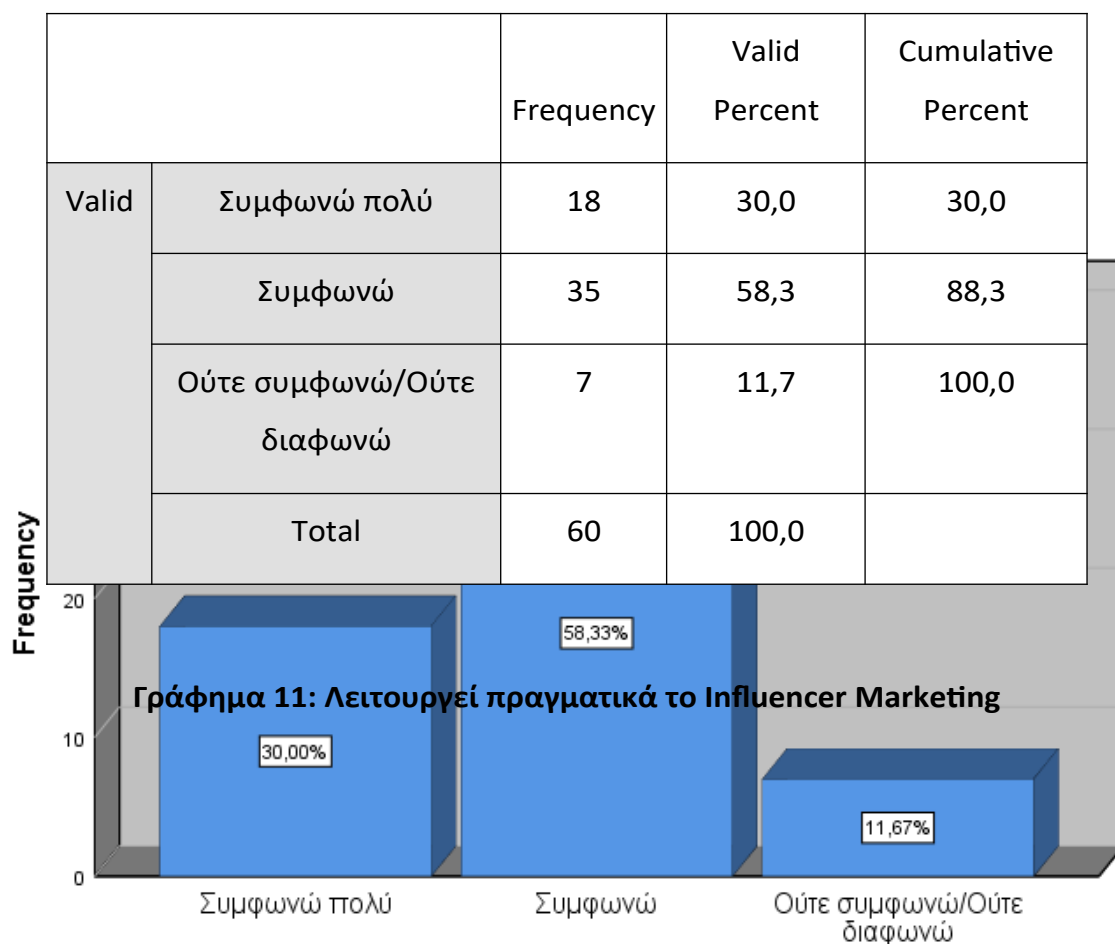 Frequency Valid Percent Cumulative Percent
Valid Συμφωνώ πολύ 18 30,0 30,0
Συμφωνώ 35 58,3 88,3
Ούτε συμφωνώ/Ούτε διαφωνώ 7 11,7 100,0
Total 60 100,0
Frequency
20
58,33%
Γράφημα 11: Λειτουργεί πραγματικά το Influencer Marketing
10
30,00%
11,67%
0
Συμφωνώ πολύ Συμφωνώ Ούτε συμφωνώ/Ούτε
διαφωνώ